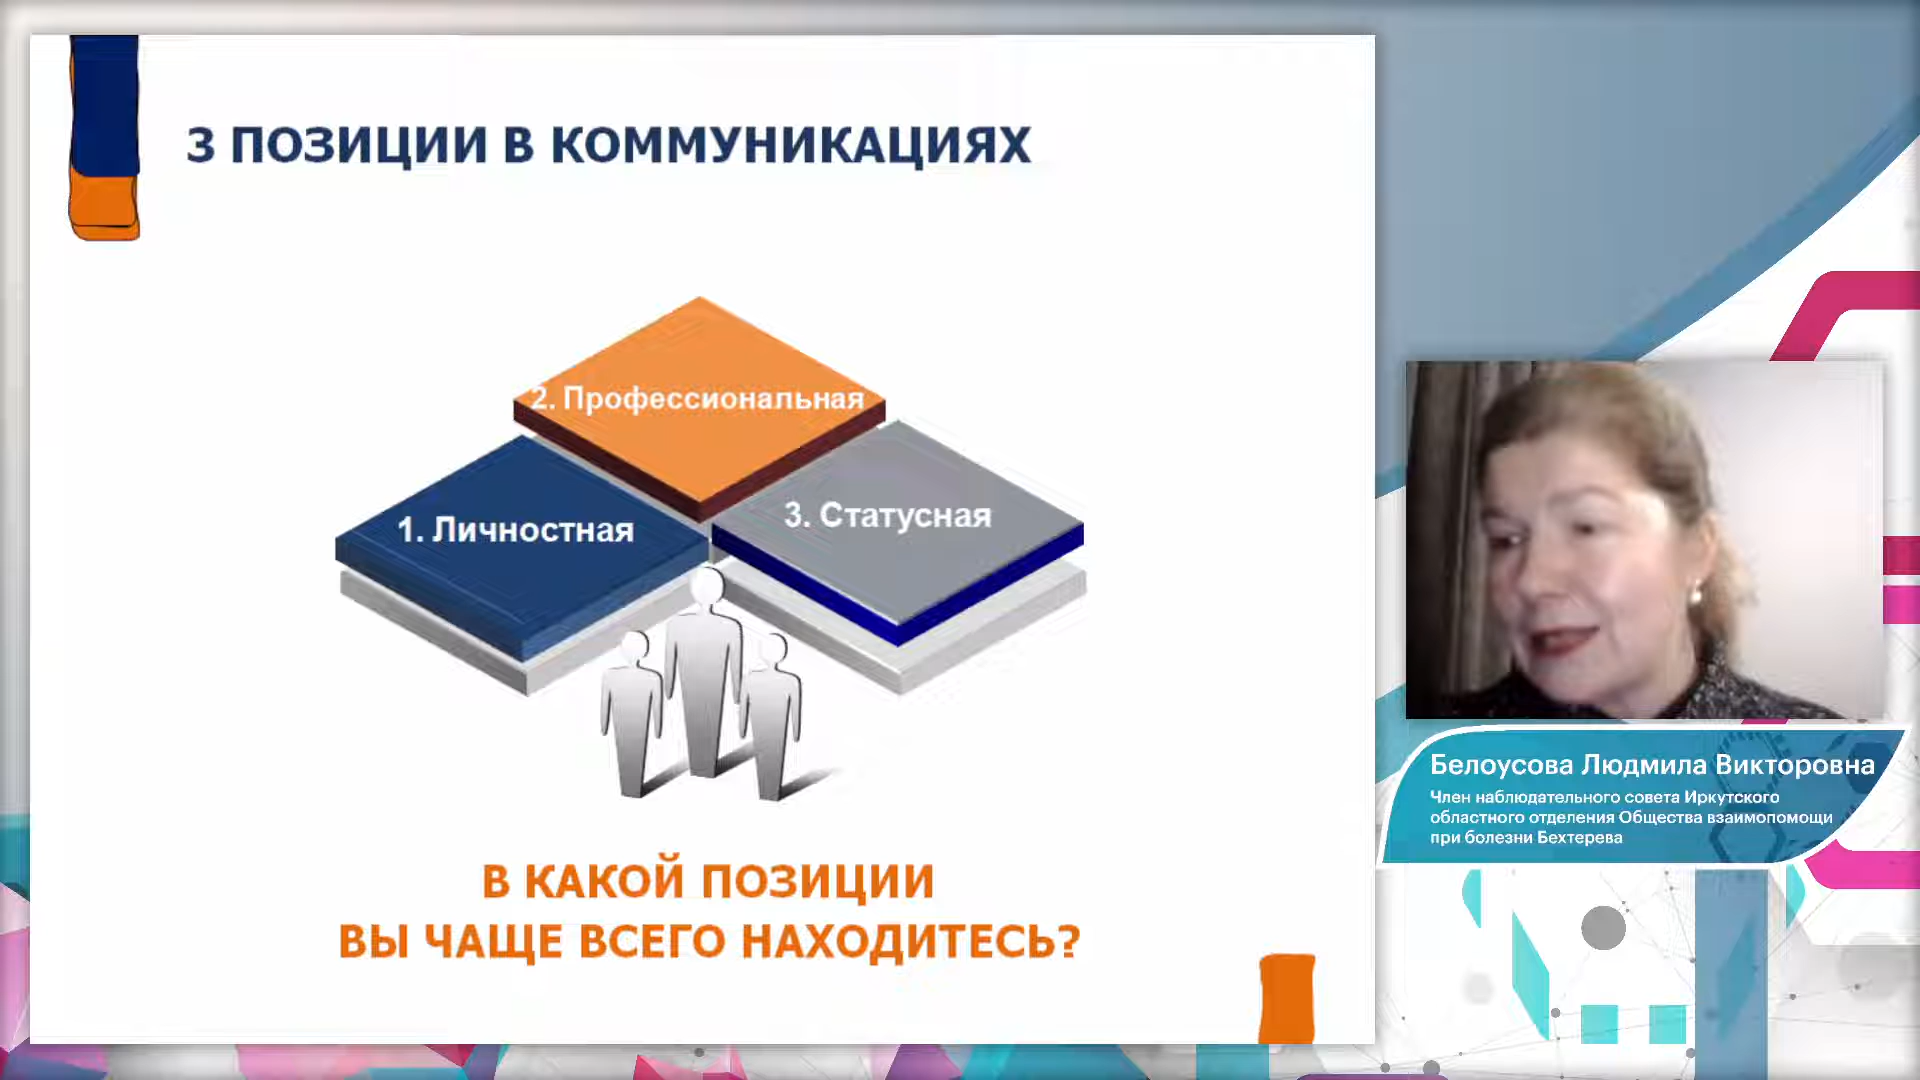 3 ПОЗИЦИИ В КОММУНИКАЦИЯХ
2. Профессиональная
1. Личностная
3. Статусная
В КАКОЙ ПОЗИЦИИ
ВЫ ЧАЩЕ ВСЕГО НАХОДИТЕСЬ?
Белоусова Людмила Викторовна
Член наблюдательного совета Иркутского
областного отделения Общества взаимопомощи
при болезни Бехтерева